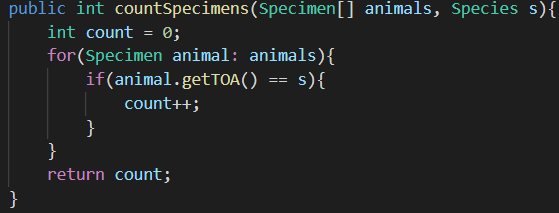 public int countSpecimens(Specimen[] animals, Species s){
    int count = 0;
    for(Specimen animal: animals){
        if(animal.getTOA() == s){
            count++;
        }
    }
    return count;
}